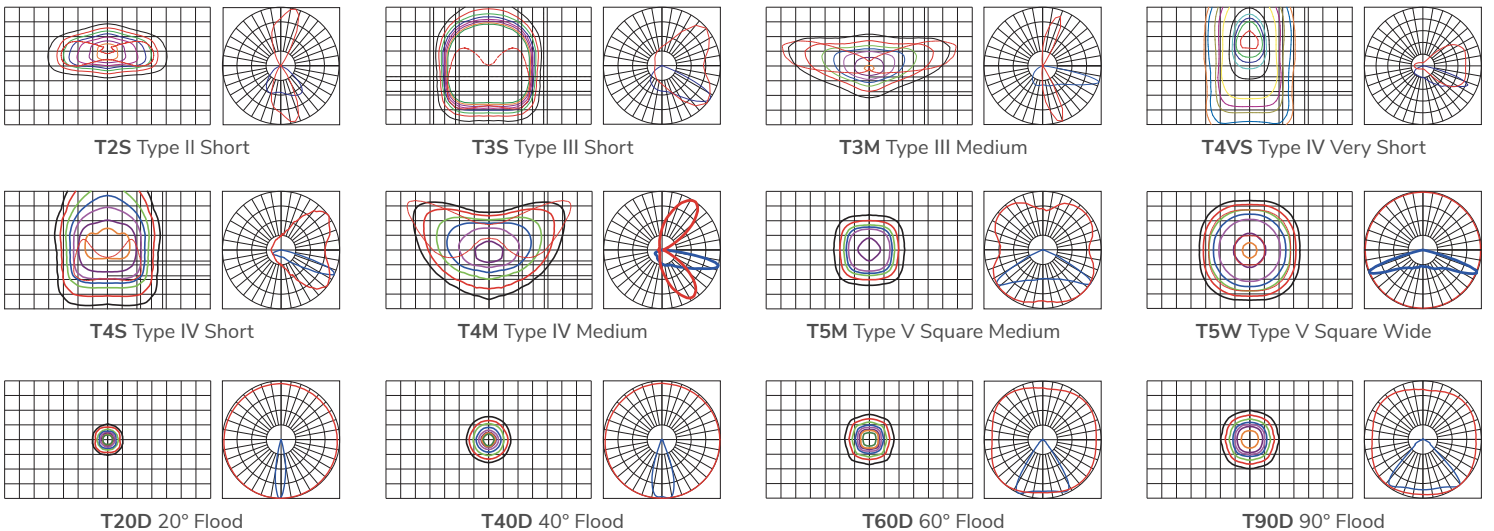 T2S Type II Short
T3S Type III Short
T3M Type III Medium
T4VS Type IV Very Short
T4S Type IV Short
T4M Type IV Medium
T5M Type V Square Medium
T5W Type V Square Wide
T20D 20° Flood
T40D 40° Flood
T60D 60° Flood
T90D 90° Flood